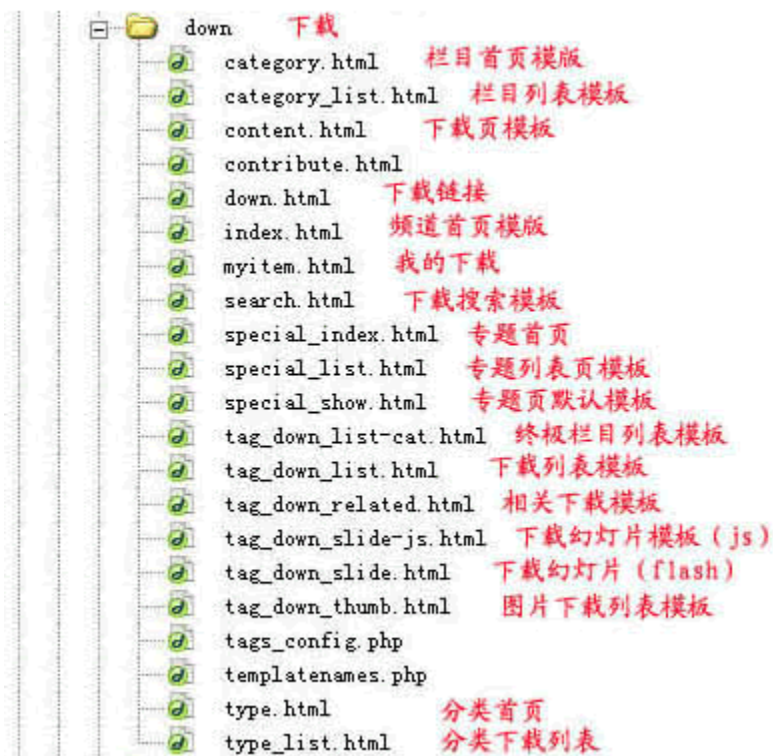 down 下载
category.html 栏目首页模版
category_list.html 栏目列表模板
content.html 下载页模板
contribute.html
down.html 下载链接
index.html 频道首页模版
myitem.html 我的下载
search.html 下载搜索模板
special_index.html 专题首页
special_list.html 专题列表页模板
special_show.html 专题页默认模板
tag_down_list-cat.html 终极栏目列表模板
tag_down_list.html 下载列表模板
tag_down_related.html 相关下载模板
tag_down_slide-js.html 下载幻灯片模板（js）
tag_down_slide.html 下载幻灯片（flash）
tag_down_thumb.html 图片下载列表模板
tags_config.php
templatenames.php
type.html 分类首页
type_list.html 分类下载列表